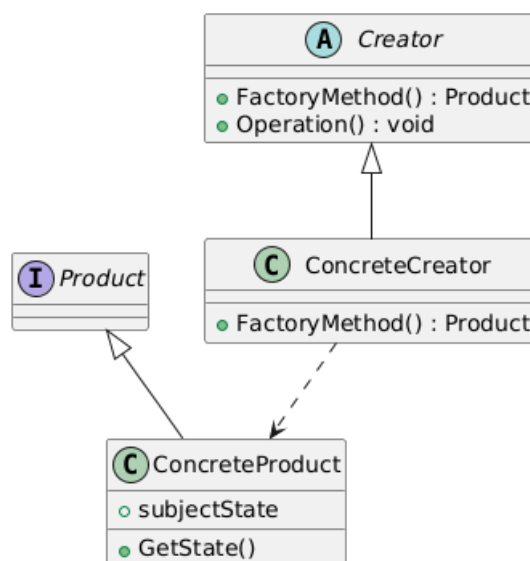 A Creator
FactoryMethod() : Product
Operation() : void
C ConcreteCreator
FactoryMethod() : Product
I Product
C ConcreteProduct
subjectState
GetState()